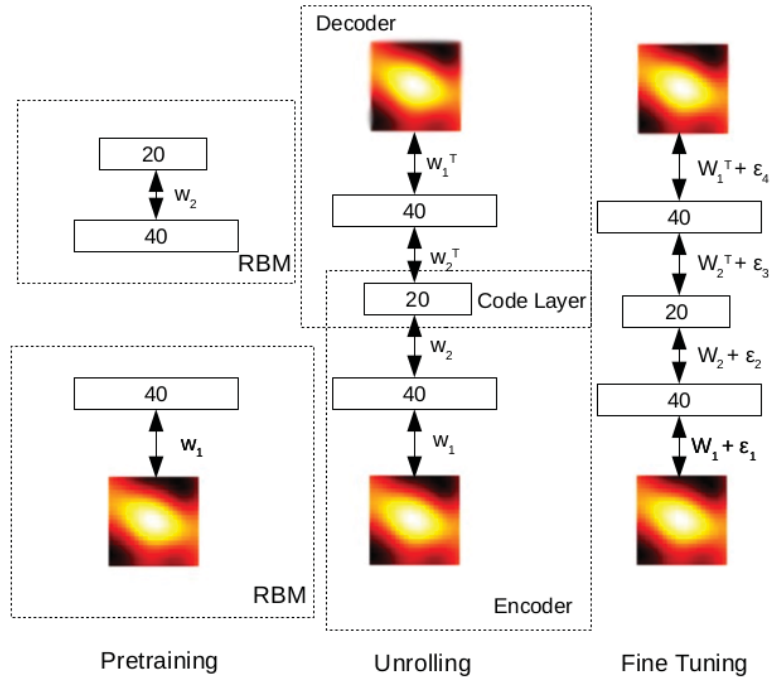 20
w₂
40
RBM
40
w₁
RBM
Pretraining
Decoder
w₁ᵀ
40
w₂ᵀ
20
Code Layer
w₂
40
w₁
Encoder
Unrolling
W₁ᵀ + ε₄
40
W₂ᵀ + ε₃
20
W₂ + ε₂
40
W₁ + ε₁
Fine Tuning